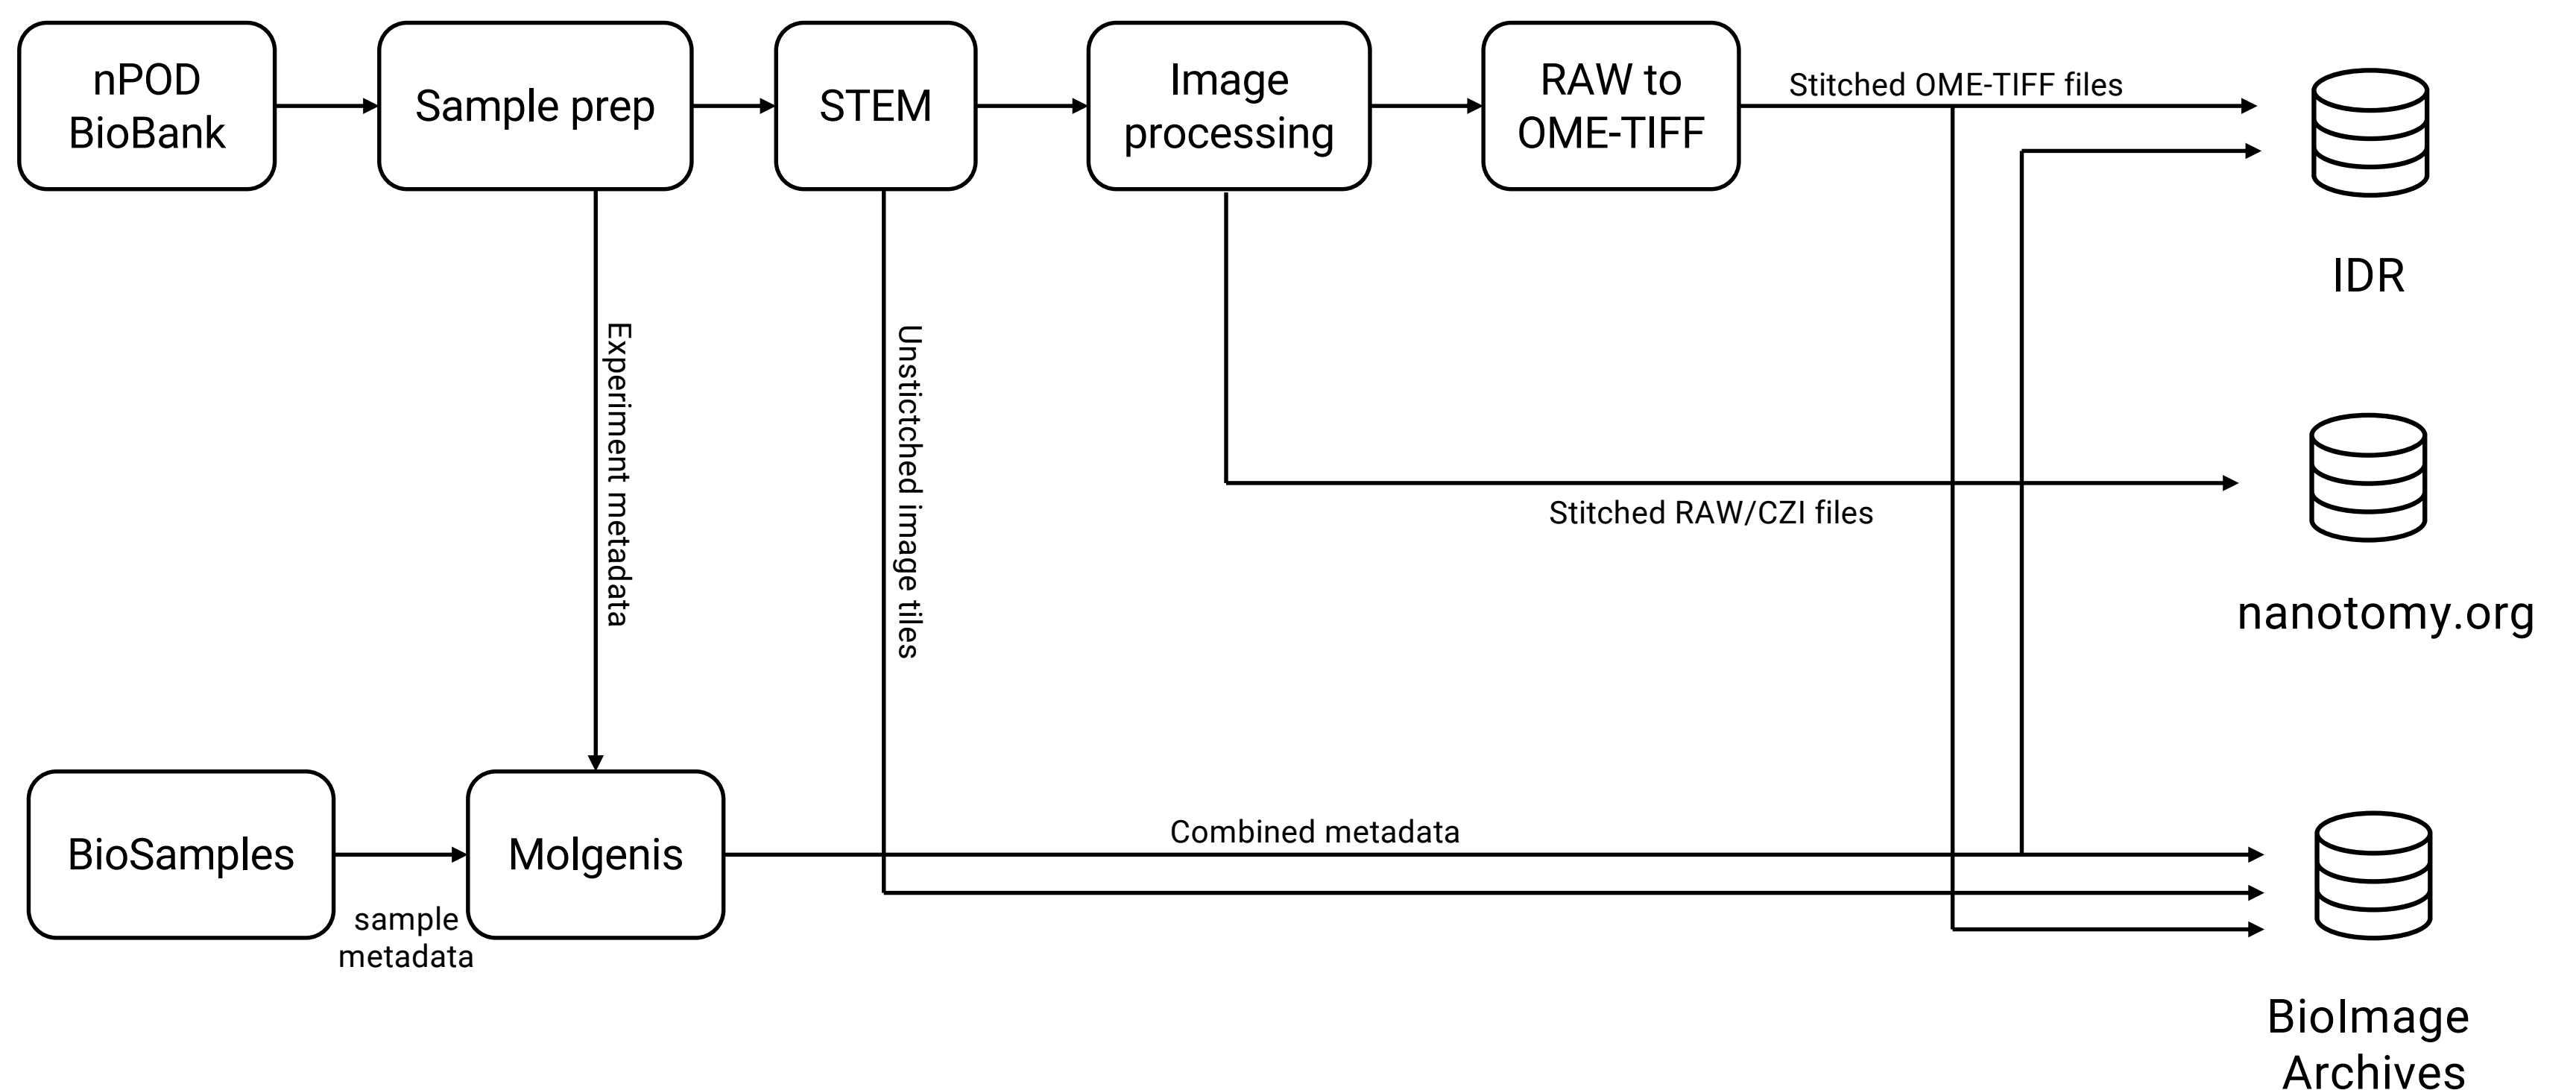 nPOD
BioBank
Sample prep
STEM
Image
processing
RAW to
OME-TIFF
Stitched OME-TIFF files
IDR
Experiment metadata
Unstictched image tiles
Stitched RAW/CZI files
nanotomy.org
BioSamples
sample
metadata
Molgenis
Combined metadata
BioImage
Archives